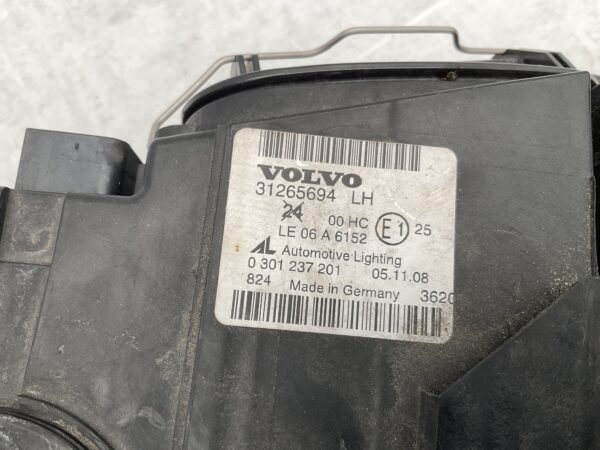 VOLVO
31265694 LH
24 00 HC E1 25
LE 06 A 6152
AL Automotive Lighting
0 301 237 201 05.11.08
824 Made in Germany 3620